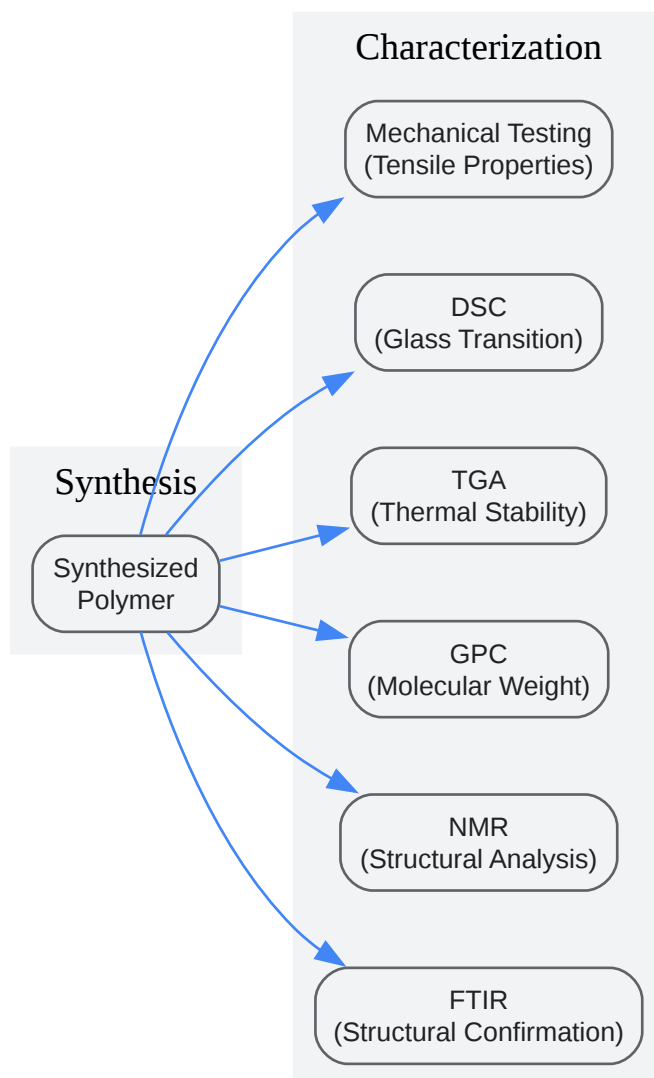 Characterization
Mechanical Testing
(Tensile Properties)
DSC
(Glass Transition)
TGA
(Thermal Stability)
GPC
(Molecular Weight)
NMR
(Structural Analysis)
FTIR
(Structural Confirmation)
Synthesis
Synthesized
Polymer